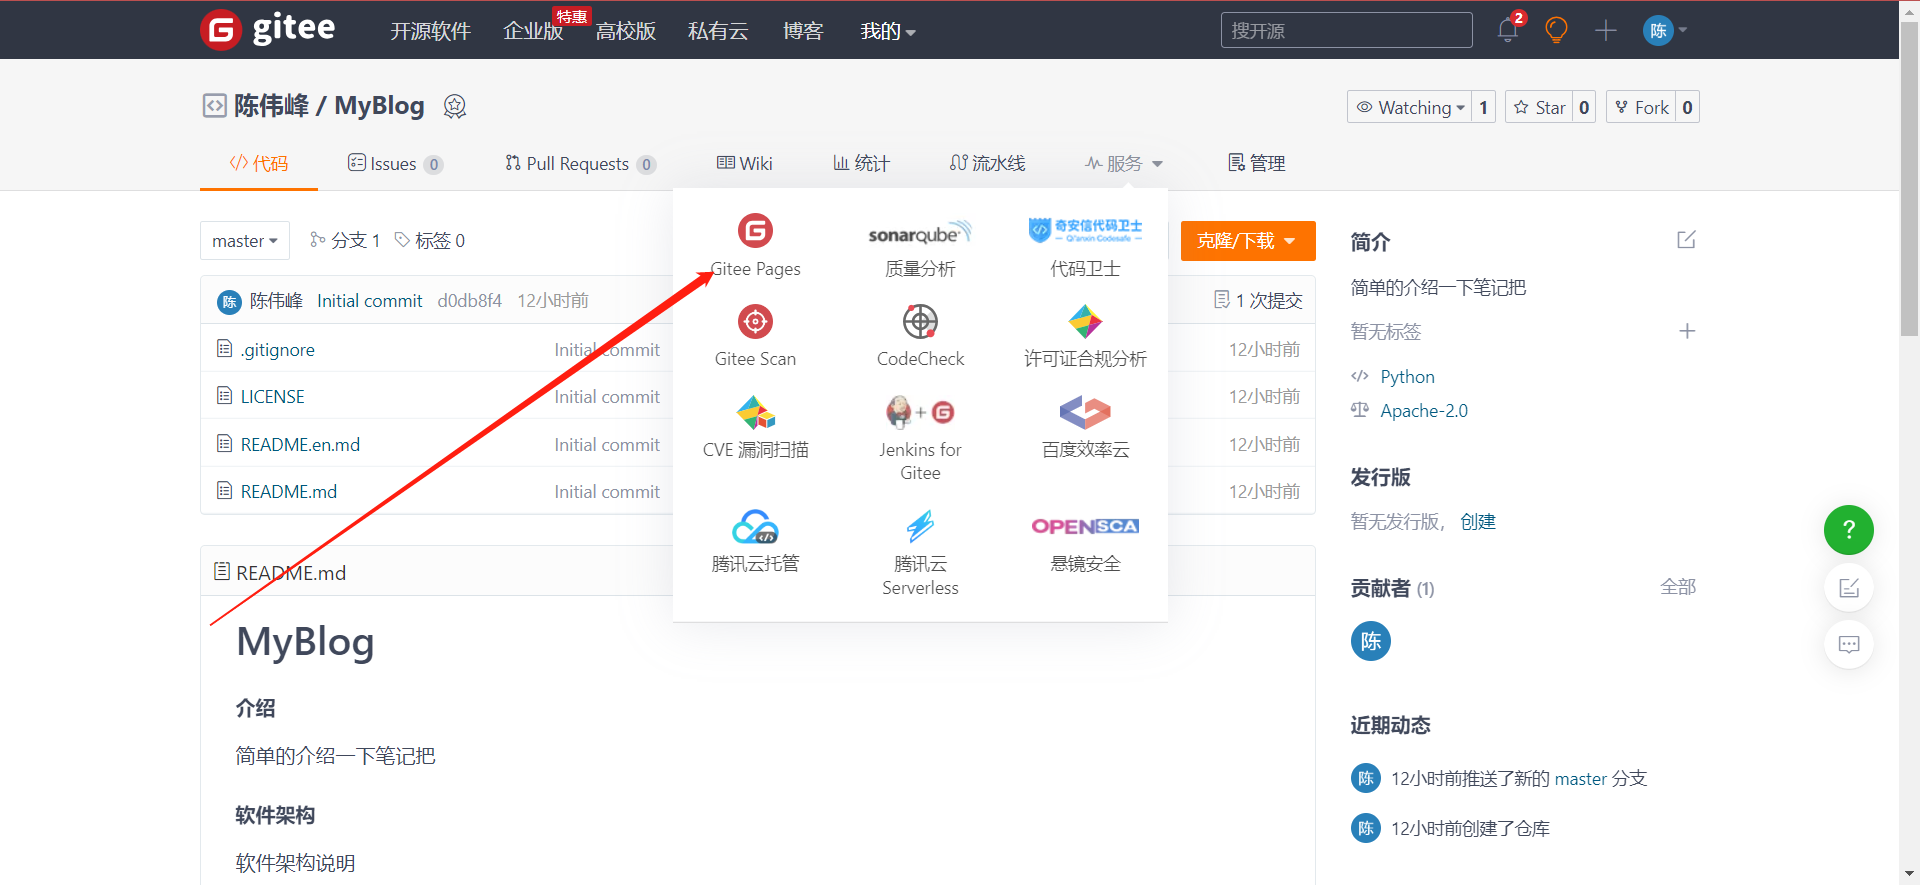 gitee 开源软件 企业版 特惠 高校版 私有云 博客 我的 搜开源 2 陈
陈伟峰 / MyBlog Watching 1 Star 0 Fork 0
代码 Issues 0 Pull Requests 0 Wiki 统计 流水线 服务 管理
master 分支 1 标签 0 克隆/下载
陈 陈伟峰 Initial commit d0db8f4 12小时前 1 次提交
.gitignore Initial commit 12小时前
LICENSE Initial commit 12小时前
README.en.md Initial commit 12小时前
README.md Initial commit 12小时前
README.md
MyBlog
介绍
简单的介绍一下笔记把
软件架构
软件架构说明
Gitee Pages
sonarqube
质量分析
奇安信代码卫士
Qi'anxin Codesafe
代码卫士
Gitee Scan
CodeCheck
许可证合规分析
CVE 漏洞扫描
+
Jenkins for
Gitee
百度效率云
腾讯云托管
腾讯云
Serverless
OPENSCA
悬镜安全
简介
简单的介绍一下笔记把
暂无标签
Python
Apache-2.0
发行版
暂无发行版， 创建
贡献者 (1) 全部
陈
近期动态
陈 12小时前推送了新的 master 分支
陈 12小时前创建了仓库
?